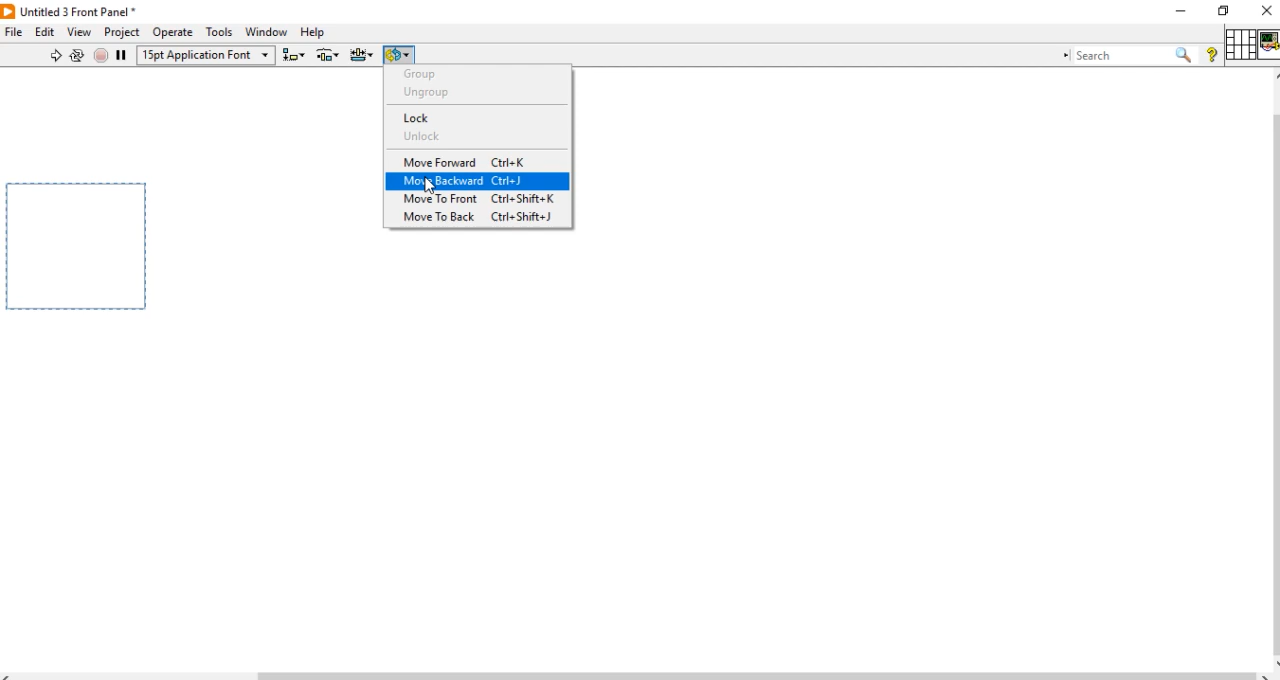 Untitled 3 Front Panel *
File Edit View Project Operate Tools Window Help
15pt Application Font
Search
Group
Ungroup
Lock
Unlock
Move Forward Ctrl+K
Move Backward Ctrl+J
Move To Front Ctrl+Shift+K
Move To Back Ctrl+Shift+J